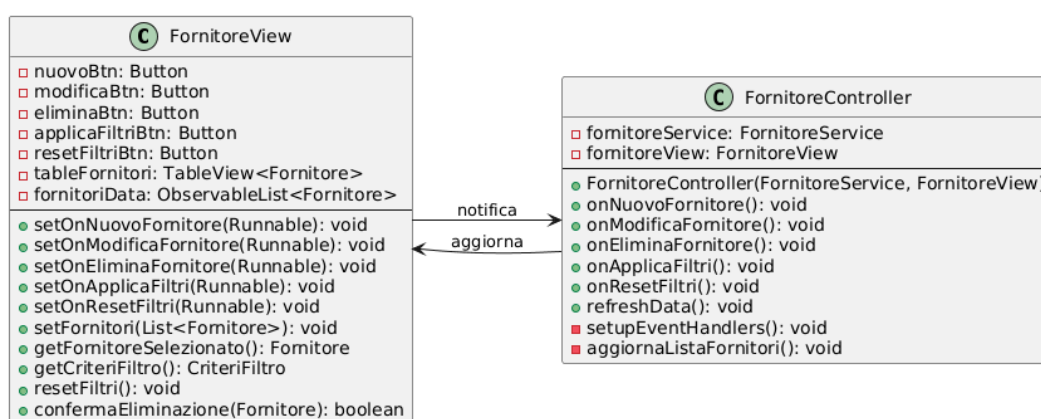 C FornitoreView
nuovoBtn: Button
modificaBtn: Button
eliminaBtn: Button
applicaFiltriBtn: Button
resetFiltriBtn: Button
tableFornitori: TableView<Fornitore>
fornitoriData: ObservableList<Fornitore>
setOnNuovoFornitore(Runnable): void
setOnModificaFornitore(Runnable): void
setOnEliminaFornitore(Runnable): void
setOnApplicaFiltri(Runnable): void
setOnResetFiltri(Runnable): void
setFornitori(List<Fornitore>): void
getFornitoreSelezionato(): Fornitore
getCriteriFiltro(): CriteriFiltro
resetFiltri(): void
confermaEliminazione(Fornitore): boolean
notifica
aggiorna
C FornitoreController
fornitoreService: FornitoreService
fornitoreView: FornitoreView
FornitoreController(FornitoreService, FornitoreView)
onNuovoFornitore(): void
onModificaFornitore(): void
onEliminaFornitore(): void
onApplicaFiltri(): void
onResetFiltri(): void
refreshData(): void
setupEventHandlers(): void
aggiornaListaFornitori(): void